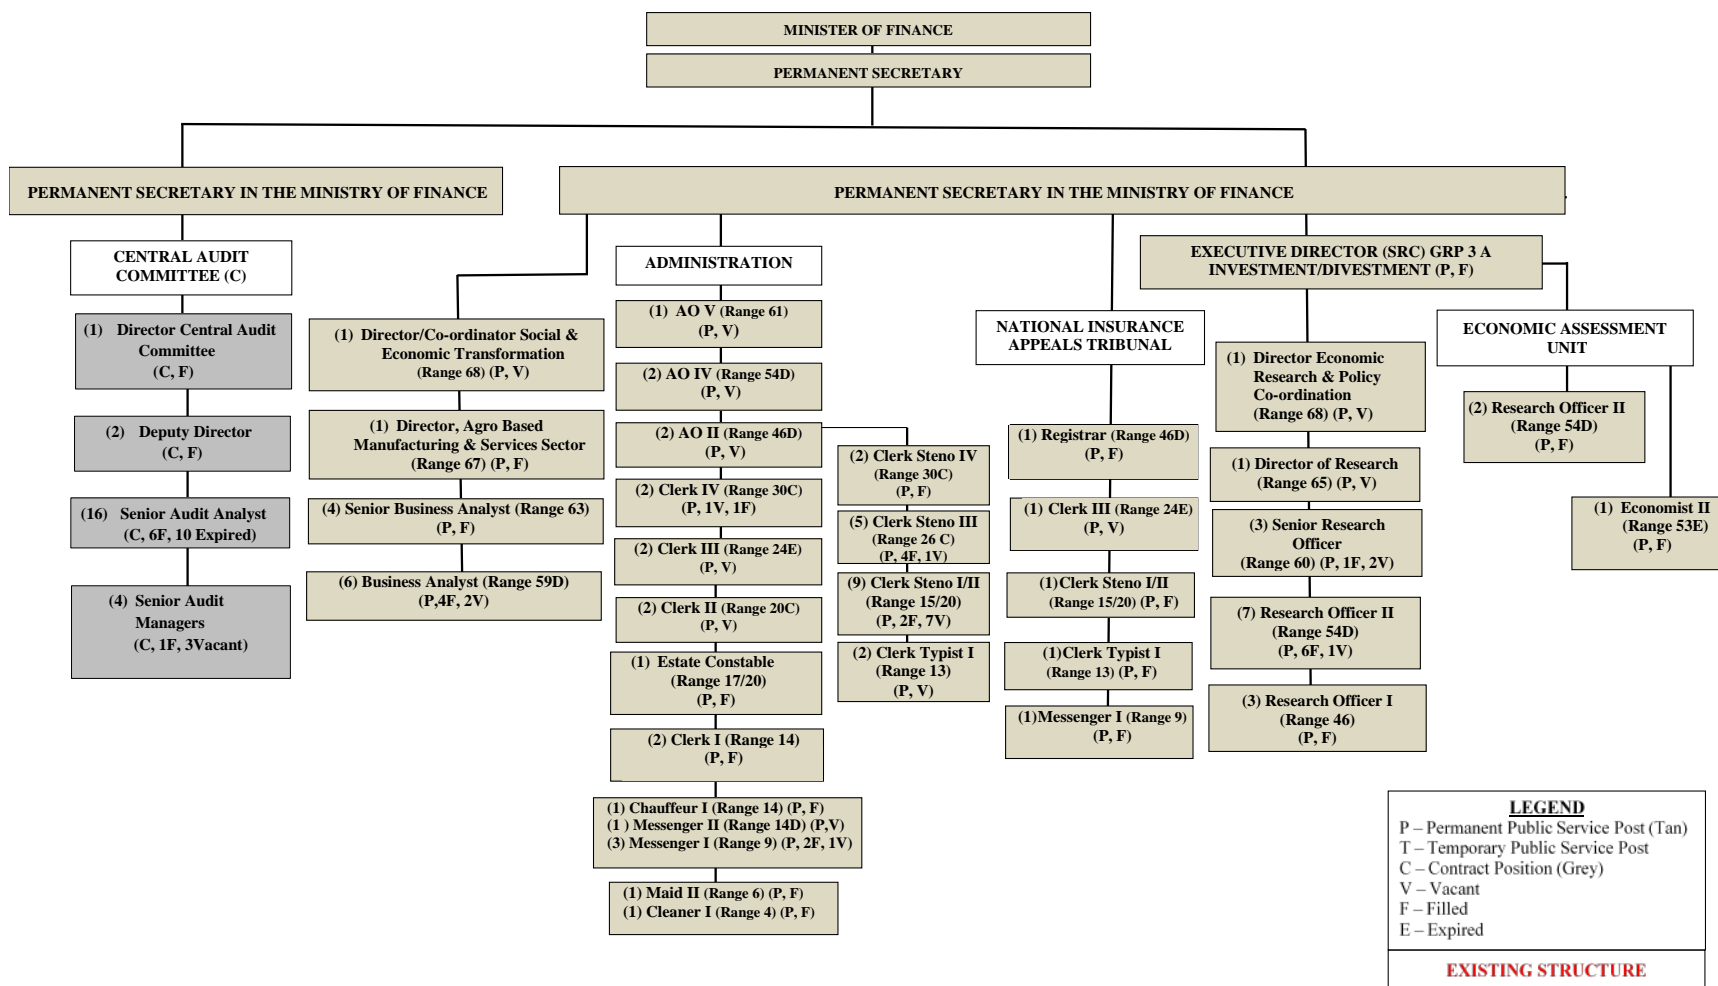 MINISTER OF FINANCE
PERMANENT SECRETARY
PERMANENT SECRETARY IN THE MINISTRY OF FINANCE
PERMANENT SECRETARY IN THE MINISTRY OF FINANCE
CENTRAL AUDIT
COMMITTEE (C)
(1) Director Central Audit
Committee
(C, F)
(2) Deputy Director
(C, F)
(16) Senior Audit Analyst
(C, 6F, 10 Expired)
(4) Senior Audit
Managers
(C, 1F, 3Vacant)
(1) Director/Co-ordinator Social &
Economic Transformation
(Range 68) (P, V)
(1) Director, Agro Based
Manufacturing & Services Sector
(Range 67) (P, F)
(4) Senior Business Analyst (Range 63)
(P, F)
(6) Business Analyst (Range 59D)
(P,4F, 2V)
ADMINISTRATION
(1) AO V (Range 61)
(P, V)
(2) AO IV (Range 54D)
(P, V)
(2) AO II (Range 46D)
(P, V)
(2) Clerk IV (Range 30C)
(P, 1V, 1F)
(2) Clerk III (Range 24E)
(P, V)
(2) Clerk II (Range 20C)
(P, V)
(1) Estate Constable
(Range 17/20)
(P, F)
(2) Clerk I (Range 14)
(P, F)
(1) Chauffeur I (Range 14) (P, F)
(1 ) Messenger II (Range 14D) (P,V)
(3) Messenger I (Range 9) (P, 2F, 1V)
(1) Maid II (Range 6) (P, F)
(1) Cleaner I (Range 4) (P, F)
(2) Clerk Steno IV
(Range 30C)
(P, F)
(5) Clerk Steno III
(Range 26 C)
(P, 4F, 1V)
(9) Clerk Steno I/II
(Range 15/20)
(P, 2F, 7V)
(2) Clerk Typist I
(Range 13)
(P, V)
NATIONAL INSURANCE
APPEALS TRIBUNAL
(1) Registrar (Range 46D)
(P, F)
(1) Clerk III (Range 24E)
(P, V)
(1)Clerk Steno I/II
(Range 15/20) (P, F)
(1)Clerk Typist I
(Range 13) (P, F)
(1)Messenger I (Range 9)
(P, F)
EXECUTIVE DIRECTOR (SRC) GRP 3 A
INVESTMENT/DIVESTMENT (P, F)
(1) Director Economic
Research & Policy
Co-ordination
(Range 68) (P, V)
(1) Director of Research
(Range 65) (P, V)
(3) Senior Research
Officer
(Range 60) (P, 1F, 2V)
(7) Research Officer II
(Range 54D)
(P, 6F, 1V)
(3) Research Officer I
(Range 46)
(P, F)
ECONOMIC ASSESSMENT
UNIT
(2) Research Officer II
(Range 54D)
(P, F)
(1) Economist II
(Range 53E)
(P, F)
LEGEND
P – Permanent Public Service Post (Tan)
T – Temporary Public Service Post
C – Contract Position (Grey)
V – Vacant
F – Filled
E – Expired
EXISTING STRUCTURE